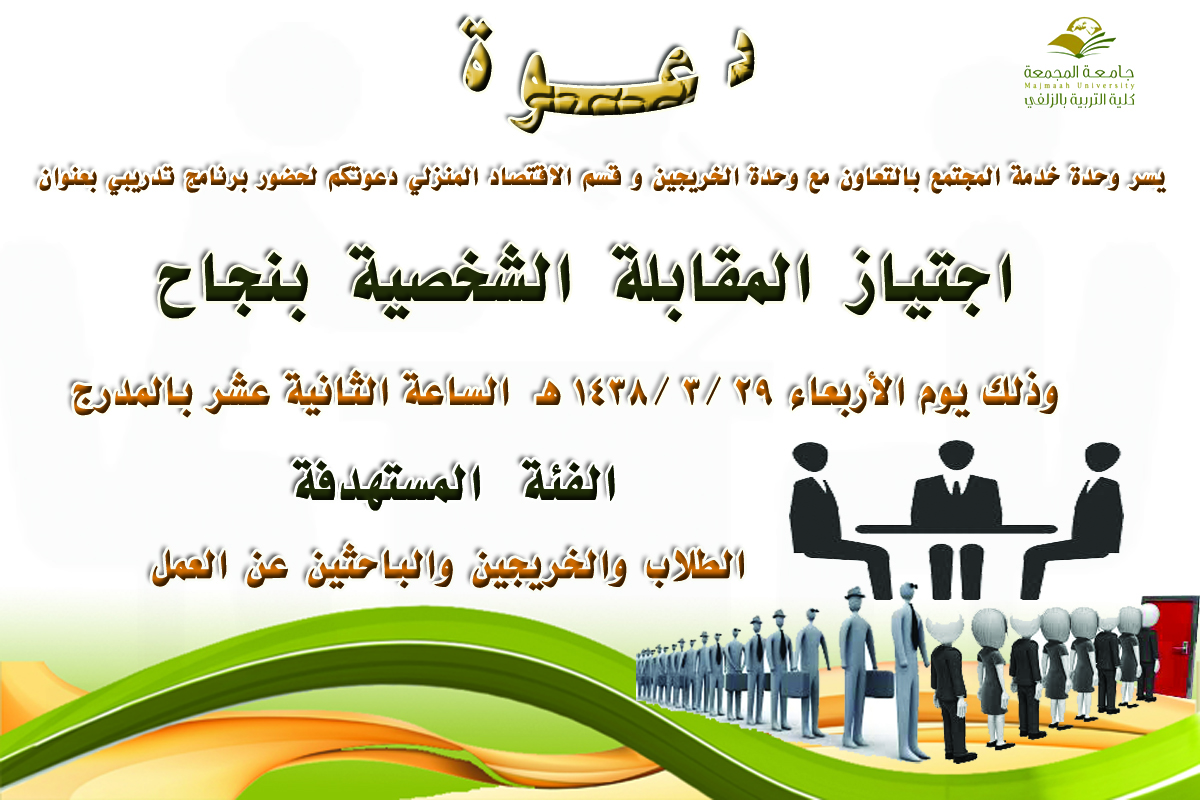 دعـــوة
جامعة المجمعة
Majmaah University
كلية التربية بالزلفي
يسر وحدة خدمة المجتمع بالتعاون مع وحدة الخريجين و قسم الاقتصاد المنزلي دعوتكم لحضور برنامج تدريبي بعنوان
اجتياز المقابلة الشخصية بنجاح
وذلك يوم الأربعاء ٢٩ /٣ /١٤٣٨ هـ الساعة الثانية عشر بالمدرج
الفئة المستهدفة
الطلاب والخريجين والباحثين عن العمل